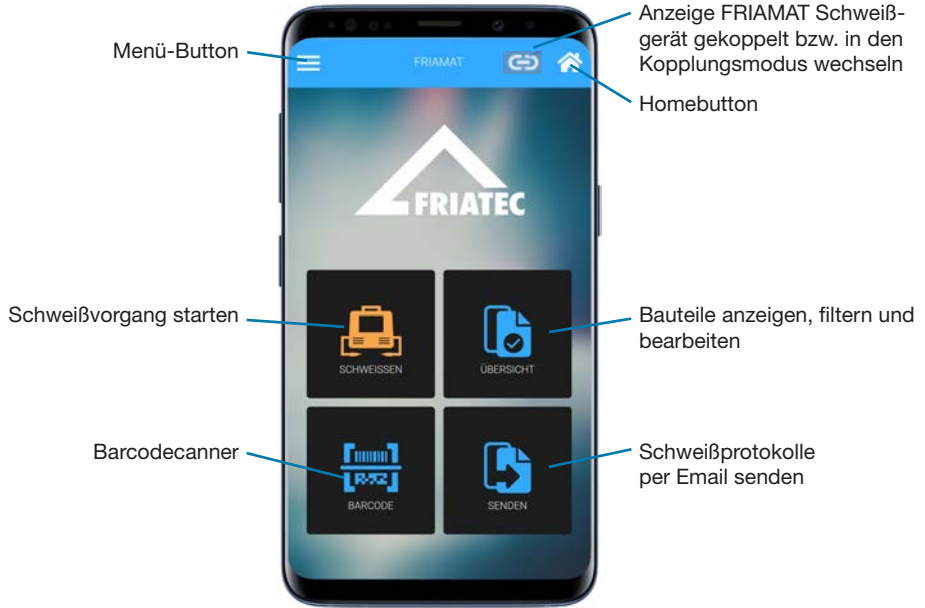 Anzeige FRIAMAT Schweiß-
gerät gekoppelt bzw. in den
Kopplungsmodus wechseln
Menü-Button
Homebutton
FRIAMAT
FRIATEC
Schweißvorgang starten
Bauteile anzeigen, filtern und
bearbeiten
SCHWEISSEN
ÜBERSICHT
Barcodecanner
Schweißprotokolle
per Email senden
R-92
BARCODE
SENDEN